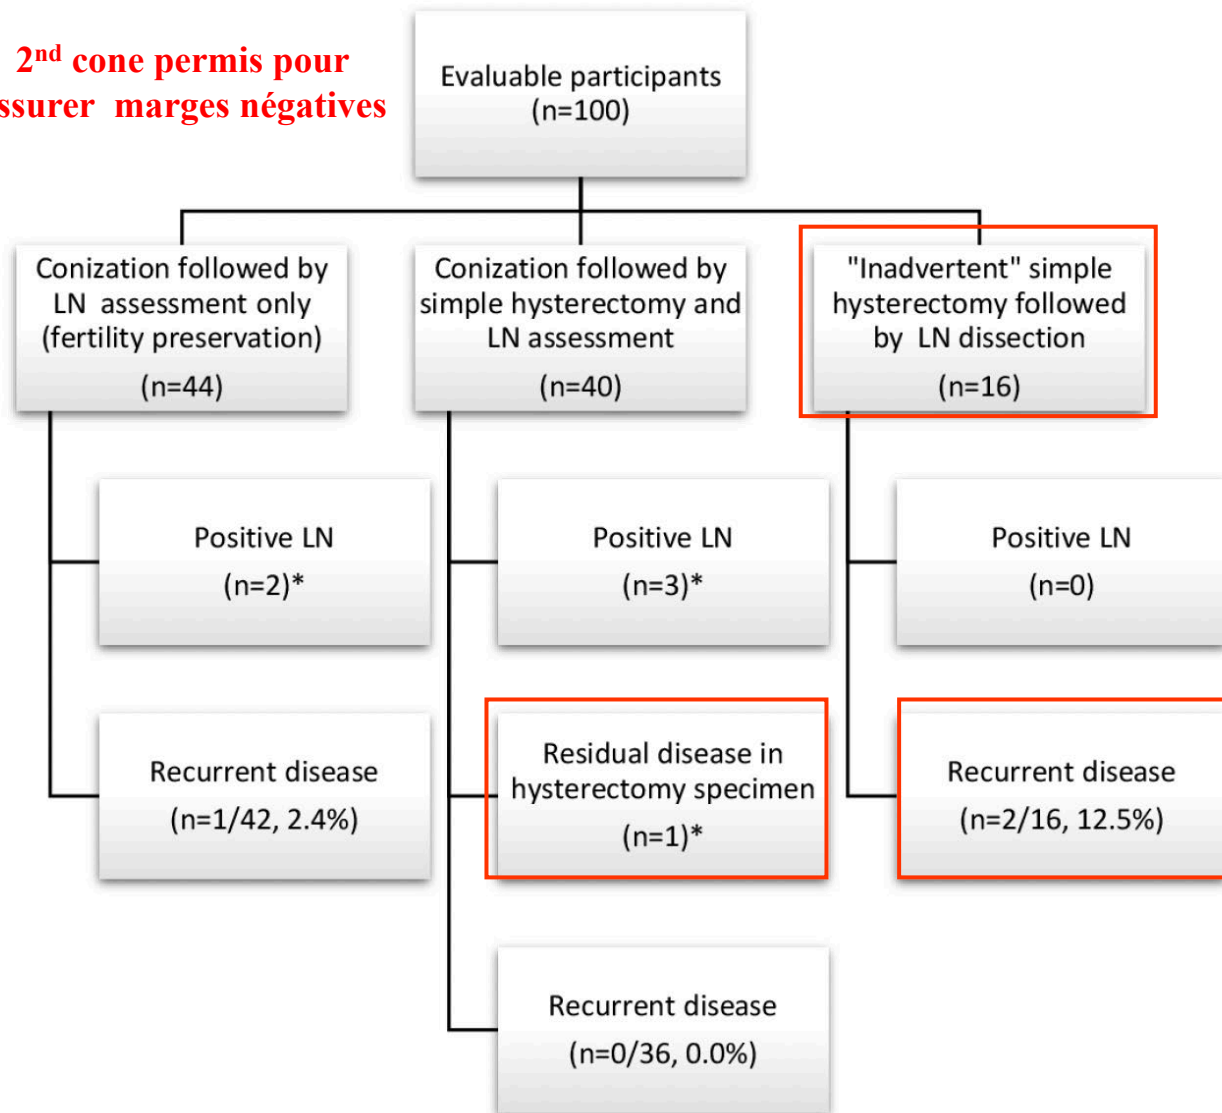 2nd cone permis pour
ssurer marges négatives
Evaluable participants
(n=100)
Conization followed by
LN assessment only
(fertility preservation)
(n=44)
Conization followed by
simple hysterectomy and
LN assessment
(n=40)
"Inadvertent" simple
hysterectomy followed
by LN dissection
(n=16)
Positive LN
(n=2)*
Positive LN
(n=3)*
Positive LN
(n=0)
Recurrent disease
(n=1/42, 2.4%)
Residual disease in
hysterectomy specimen
(n=1)*
Recurrent disease
(n=2/16, 12.5%)
Recurrent disease
(n=0/36, 0.0%)